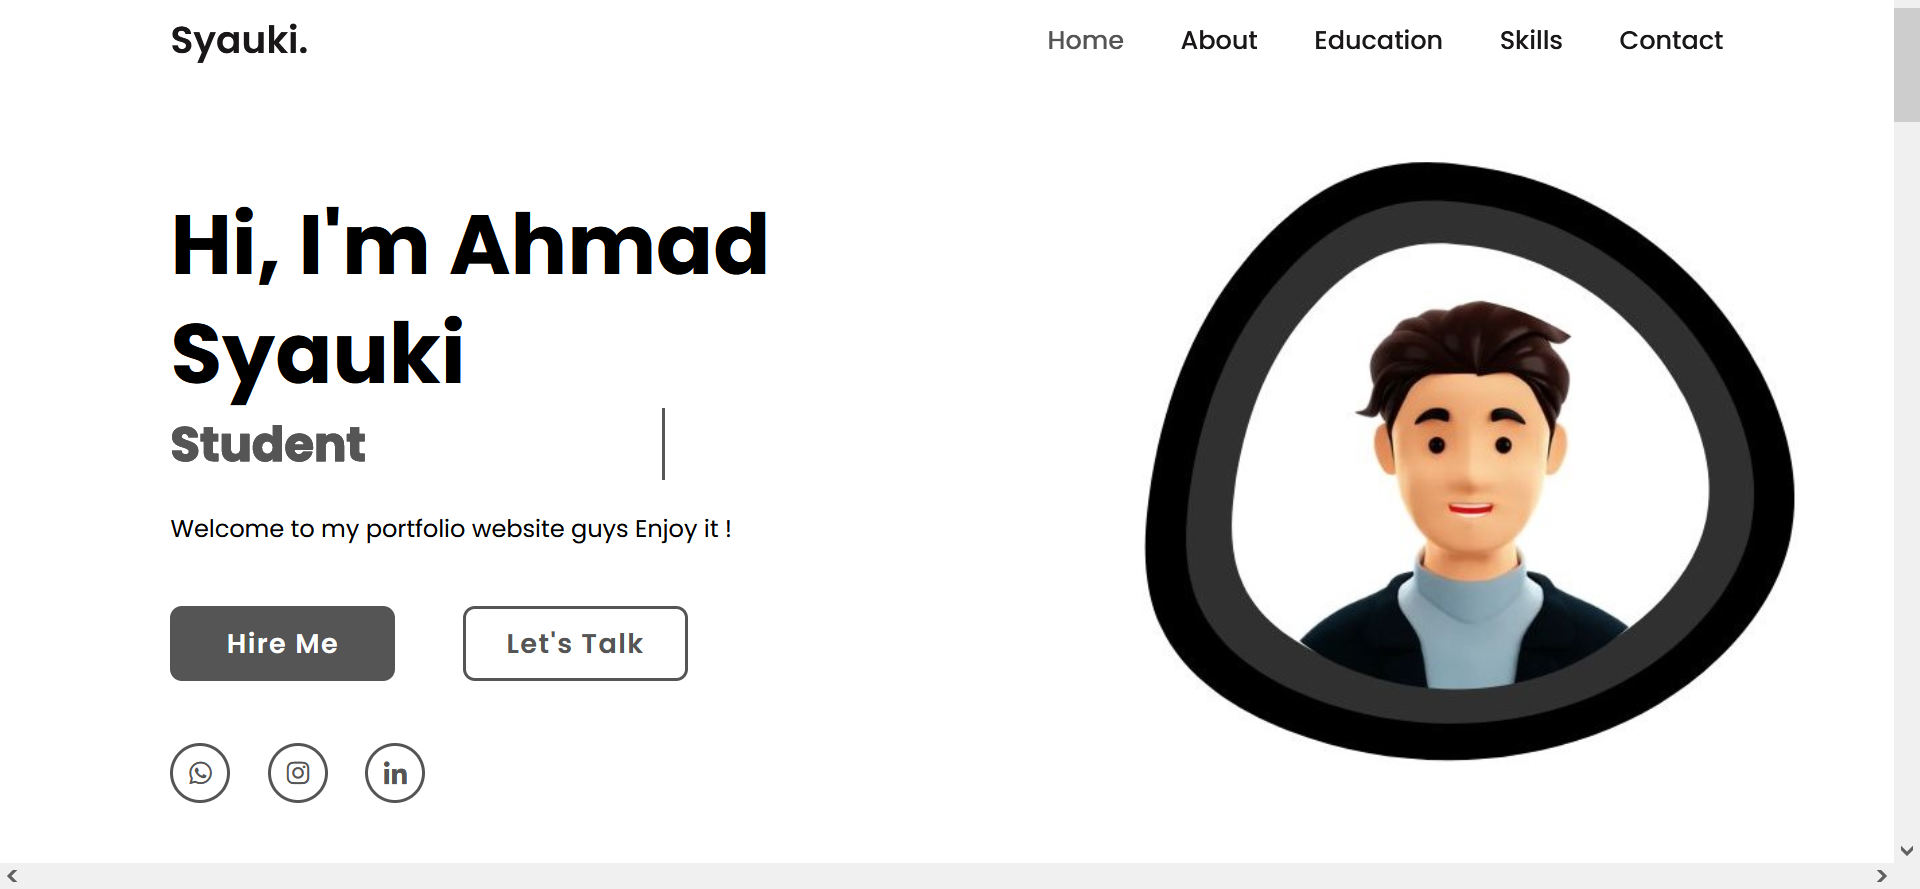 Syauki.
Home About Education Skills Contact
Hi, I'm Ahmad
Syauki
Student
Welcome to my portfolio website guys Enjoy it !
Hire Me
Let's Talk
in